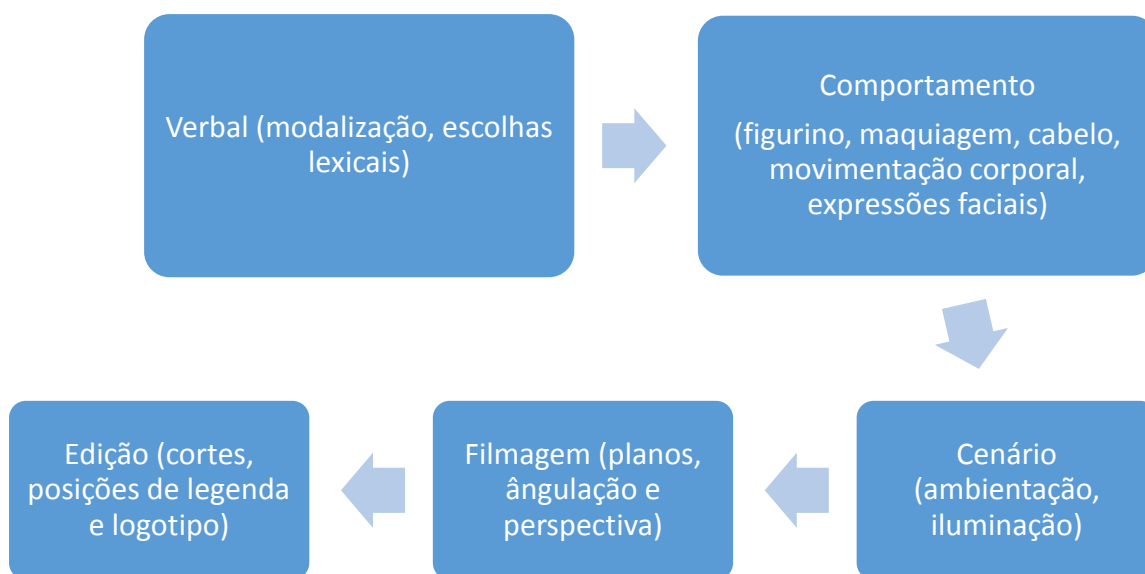 Verbal (modalização, escolhas
lexicais)
Comportamento
(figurino, maquiagem, cabelo,
movimentação corporal,
expressões faciais)
Cenário
(ambientação,
iluminação)
Filmagem (planos,
ângulação e
perspectiva)
Edição (cortes,
posições de legenda
e logotipo)